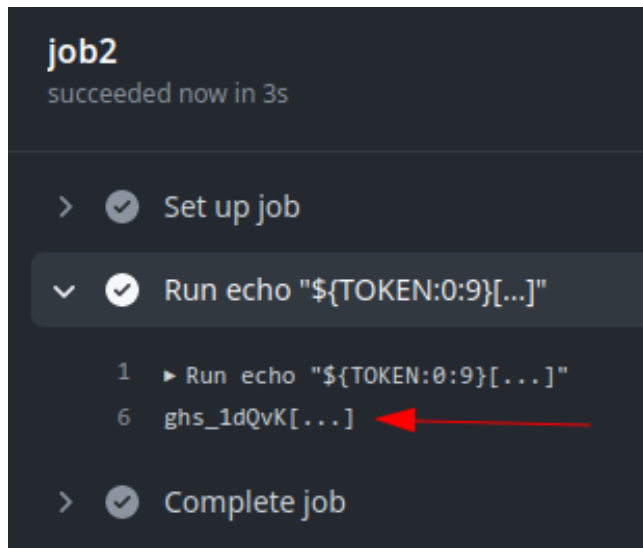 job2
succeeded now in 3s
Set up job
Run echo "${TOKEN:0:9}[...]"
1 ▸ Run echo "${TOKEN:0:9}[...]"
6 ghs_1dQvK[...]
Complete job